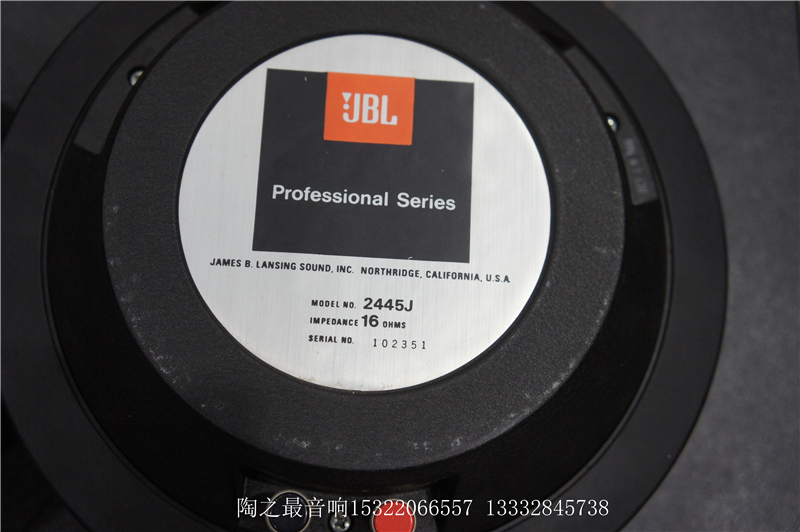 JBL
Professional Series
JAMES B. LANSING SOUND, INC. NORTHRIDGE, CALIFORNIA, U.S.A.
MODEL NO. 2445J
IMPEDANCE 16 OHMS
SERIAL NO. 102351
陶之最音响15322066557 13332845738